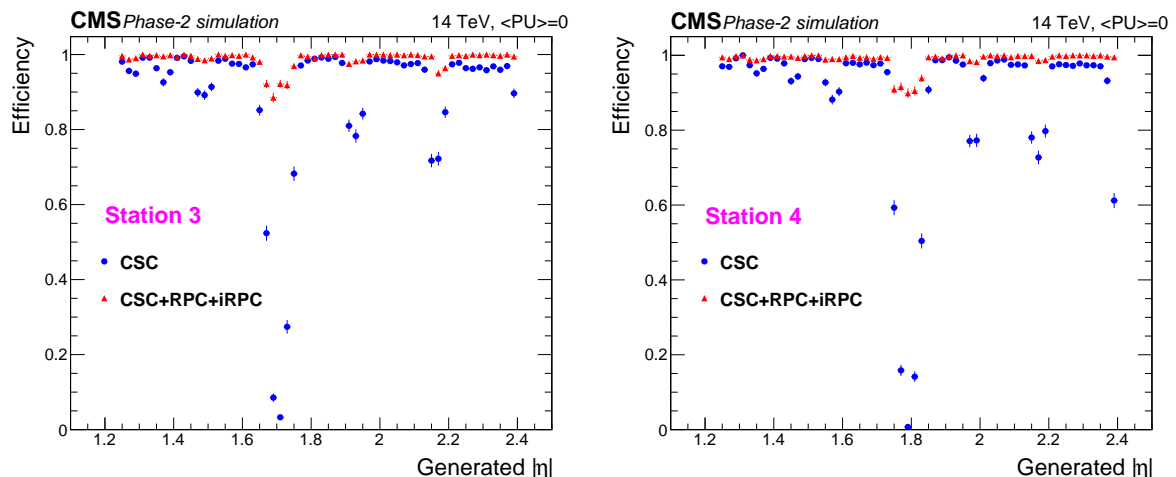 CMS Phase-2 simulation 14 TeV, <PU>=0
Efficiency
1
0.8
0.6
0.4
0.2
0
Station 3
CSC
CSC+RPC+iRPC
1.2 1.4 1.6 1.8 2 2.2 2.4
Generated |η|
CMS Phase-2 simulation 14 TeV, <PU>=0
Efficiency
1
0.8
0.6
0.4
0.2
0
Station 4
CSC
CSC+RPC+iRPC
1.2 1.4 1.6 1.8 2 2.2 2.4
Generated |η|